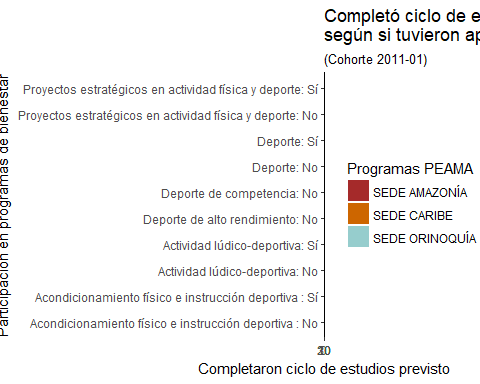 Completó ciclo de e
según si tuvieron ap
(Cohorte 2011-01)
Participación en programas de bienestar
Proyectos estratégicos en actividad física y deporte: Sí
Proyectos estratégicos en actividad física y deporte: No
Deporte: Sí
Deporte: No
Deporte de competencia: No
Deporte de alto rendimiento: No
Actividad lúdico-deportiva: Sí
Actividad lúdico-deportiva: No
Acondicionamiento físico e instrucción deportiva : Sí
Acondicionamiento físico e instrucción deportiva : No
Programas PEAMA
SEDE AMAZONÍA
SEDE CARIBE
SEDE ORINOQUÍA
Completaron ciclo de estudios previsto